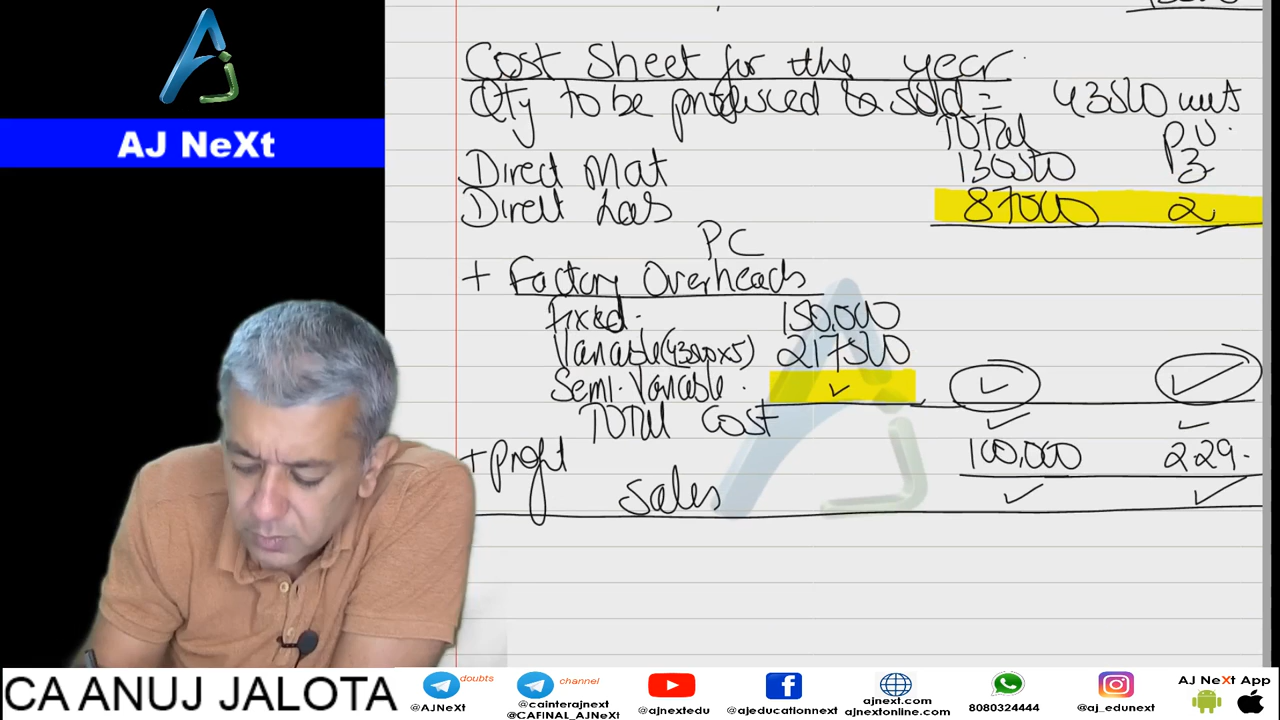 Cost Sheet for the year
Qty to be produced & sold = 43500 units
TOTAL P.U.
Direct Mat 130500 3
Direct Lab 87000 2
PC
+ Factory Overheads
Fixed. 150,000
Variable (43500x5) 217500
Semi-Variable. ✓ ✓ ✓
TOTAL Cost ✓ ✓
+ Profit 100,000 2.29.
Sales ✓ ✓
AJ NeXt
CA ANUJ JALOTA
doubts
@AJNeXt
channel
@cainterajnext
@CAFINAL_AJNeXt
@ajnextedu
@ajeducationnext
ajnext.com
ajnextonline.com
8080324444
@aj_edunext
AJ NeXt App